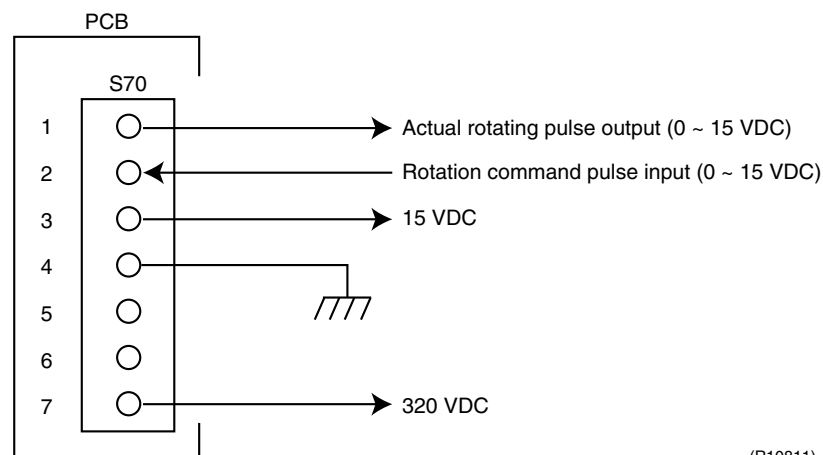 PCB
S70
1 Actual rotating pulse output (0 ~ 15 VDC)
2 Rotation command pulse input (0 ~ 15 VDC)
3 15 VDC
4
5
6
7 320 VDC
(R10811)